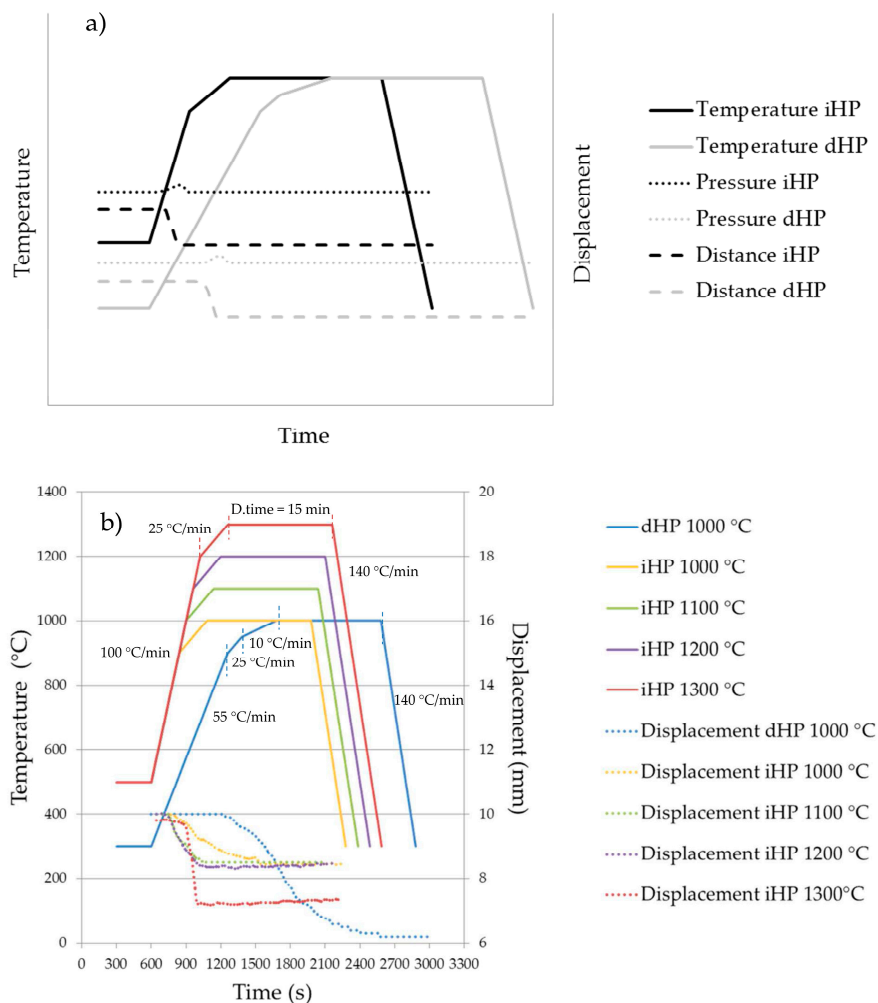 a)
Temperature
Displacement
Time
Temperature iHP
Temperature dHP
Pressure iHP
Pressure dHP
Distance iHP
Distance dHP
b)
1400
1200
1000
800
600
400
200
0
Temperature (°C)
20
18
16
14
12
10
8
6
Displacement (mm)
D.time = 15 min
25 °C/min
140 °C/min
100 °C/min
10 °C/min
25 °C/min
55 °C/min
140 °C/min
0 300 600 900 1200 1500 1800 2100 2400 2700 3000 3300
Time (s)
dHP 1000 °C
iHP 1000 °C
iHP 1100 °C
iHP 1200 °C
iHP 1300 °C
Displacement dHP 1000 °C
Displacement iHP 1000 °C
Displacement iHP 1100 °C
Displacement iHP 1200 °C
Displacement iHP 1300°C